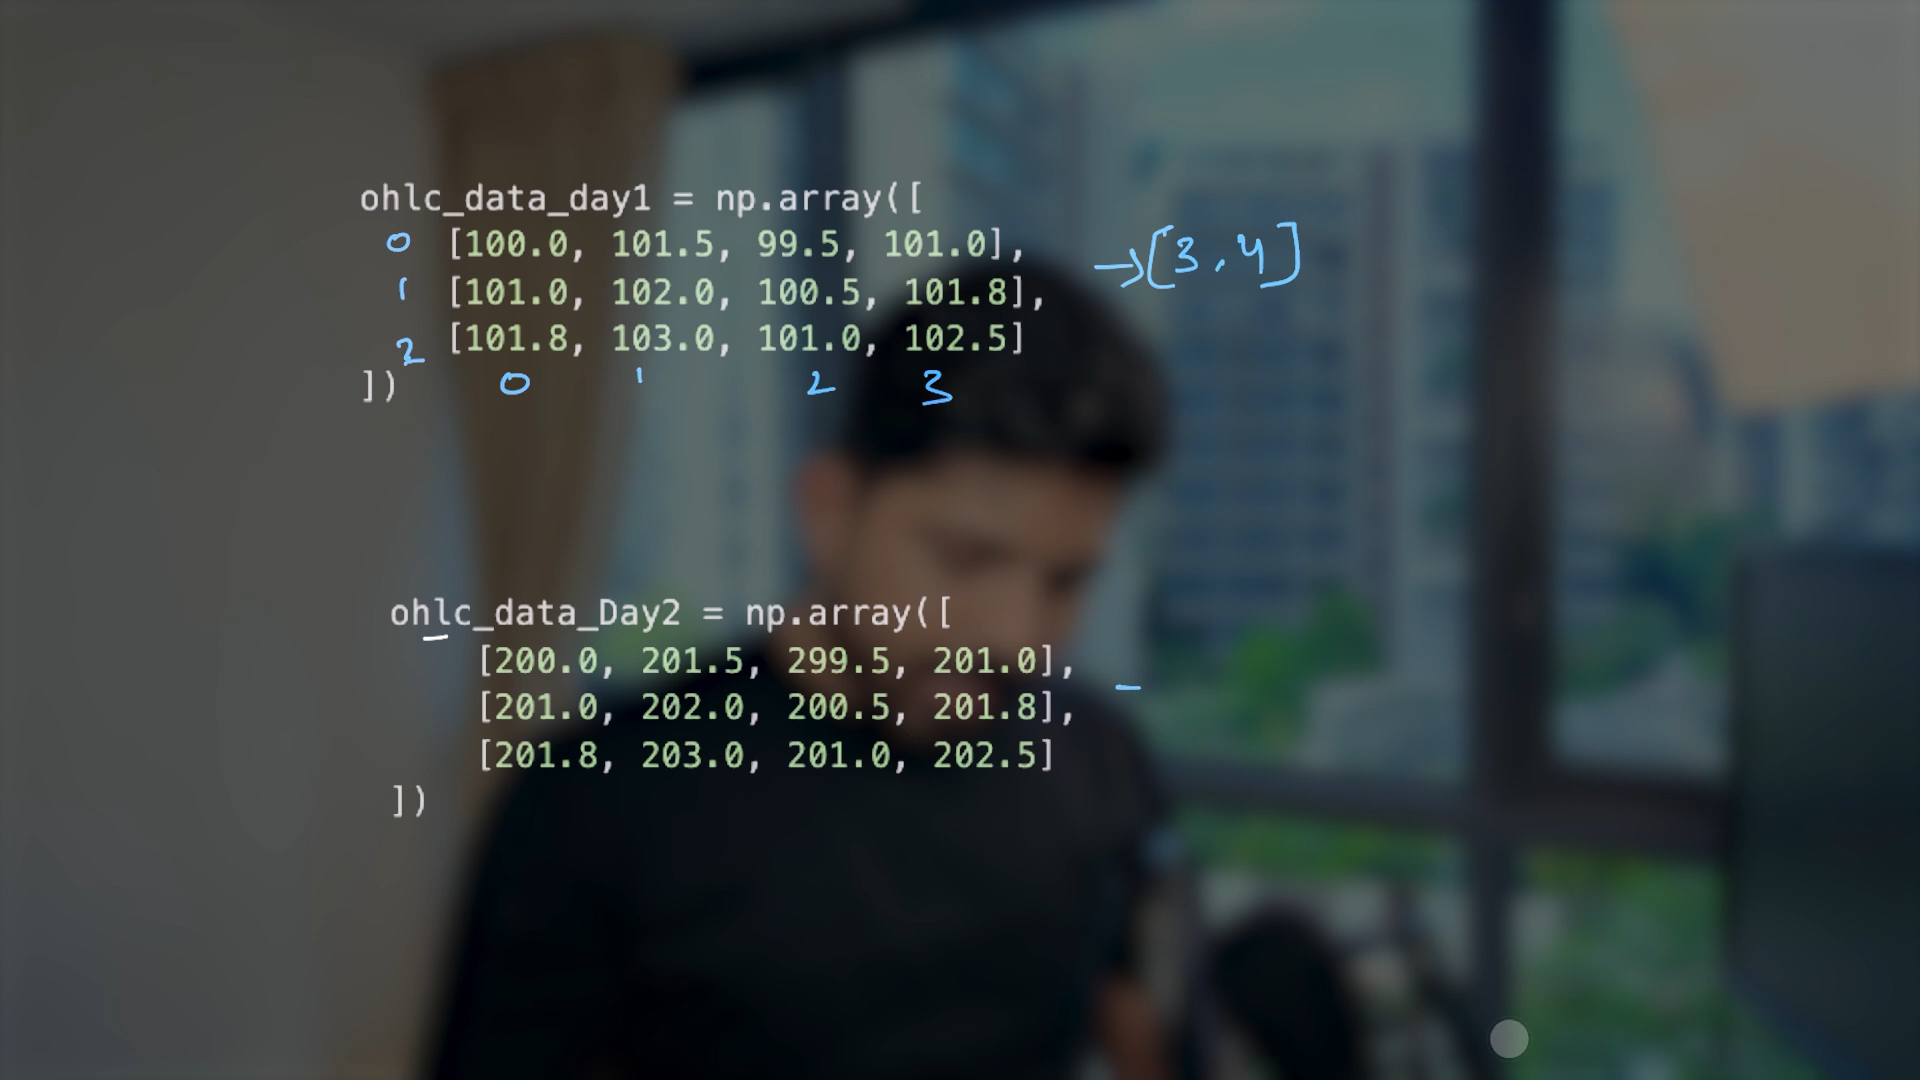 ohlc_data_day1 = np.array([
0 [100.0, 101.5, 99.5, 101.0],
→[3,4]
1 [101.0, 102.0, 100.5, 101.8],
2 [101.8, 103.0, 101.0, 102.5]
])
0 1 2 3
ohlc_data_Day2 = np.array([
[200.0, 201.5, 299.5, 201.0],
[201.0, 202.0, 200.5, 201.8],
[201.8, 203.0, 201.0, 202.5]
])